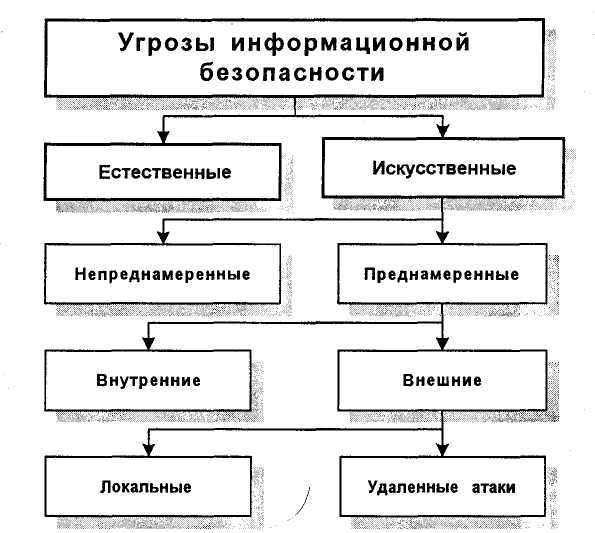 Угрозы информационной
безопасности
Естественные
Искусственные
Непреднамеренные
Преднамеренные
Внутренние
Внешние
Локальные
Удаленные атаки